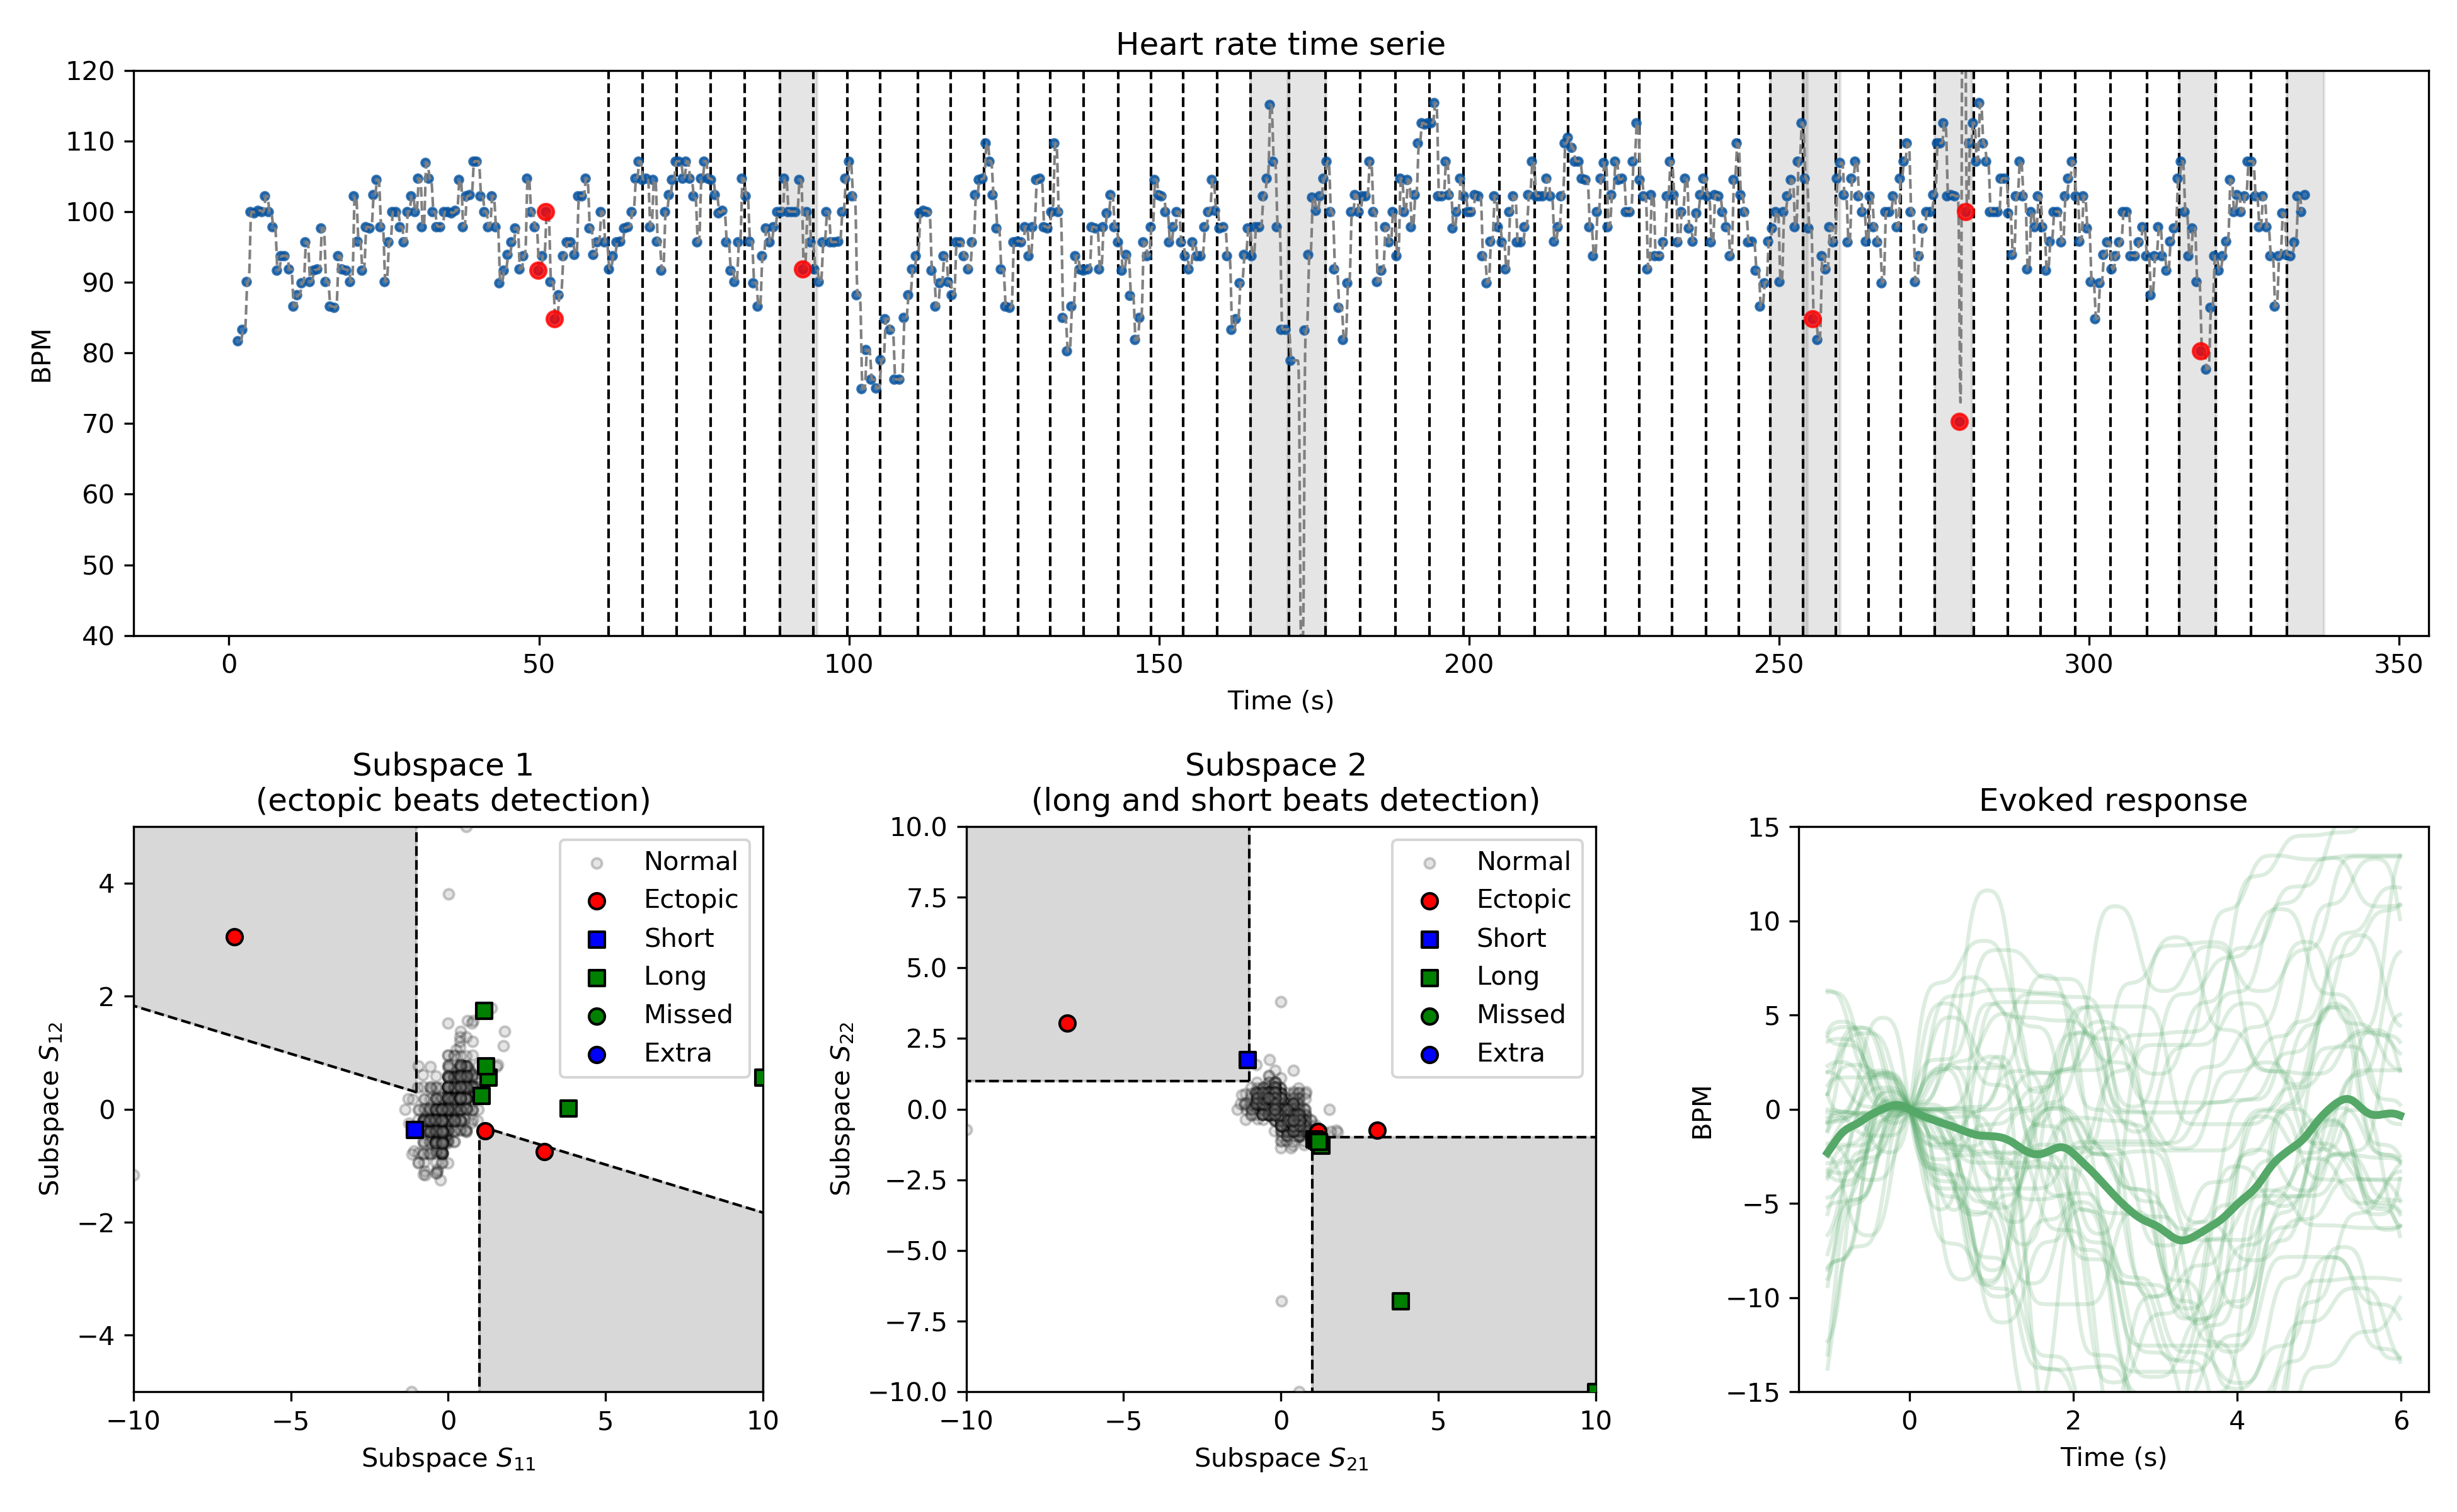 Heart rate time serie
120
110
100
90
80
70
60
50
40
BPM
0 50 100 150 200 250 300 350
Time (s)
Subspace 1
(ectopic beats detection)
4
2
0
−2
−4
Subspace S₁₂
Normal
Ectopic
Short
Long
Missed
Extra
−10 −5 0 5 10
Subspace S₁₁
Subspace 2
(long and short beats detection)
10.0
7.5
5.0
2.5
0.0
−2.5
−5.0
−7.5
−10.0
Subspace S₂₂
Normal
Ectopic
Short
Long
Missed
Extra
−10 −5 0 5 10
Subspace S₂₁
Evoked response
15
10
5
0
−5
−10
−15
BPM
0 2 4 6
Time (s)